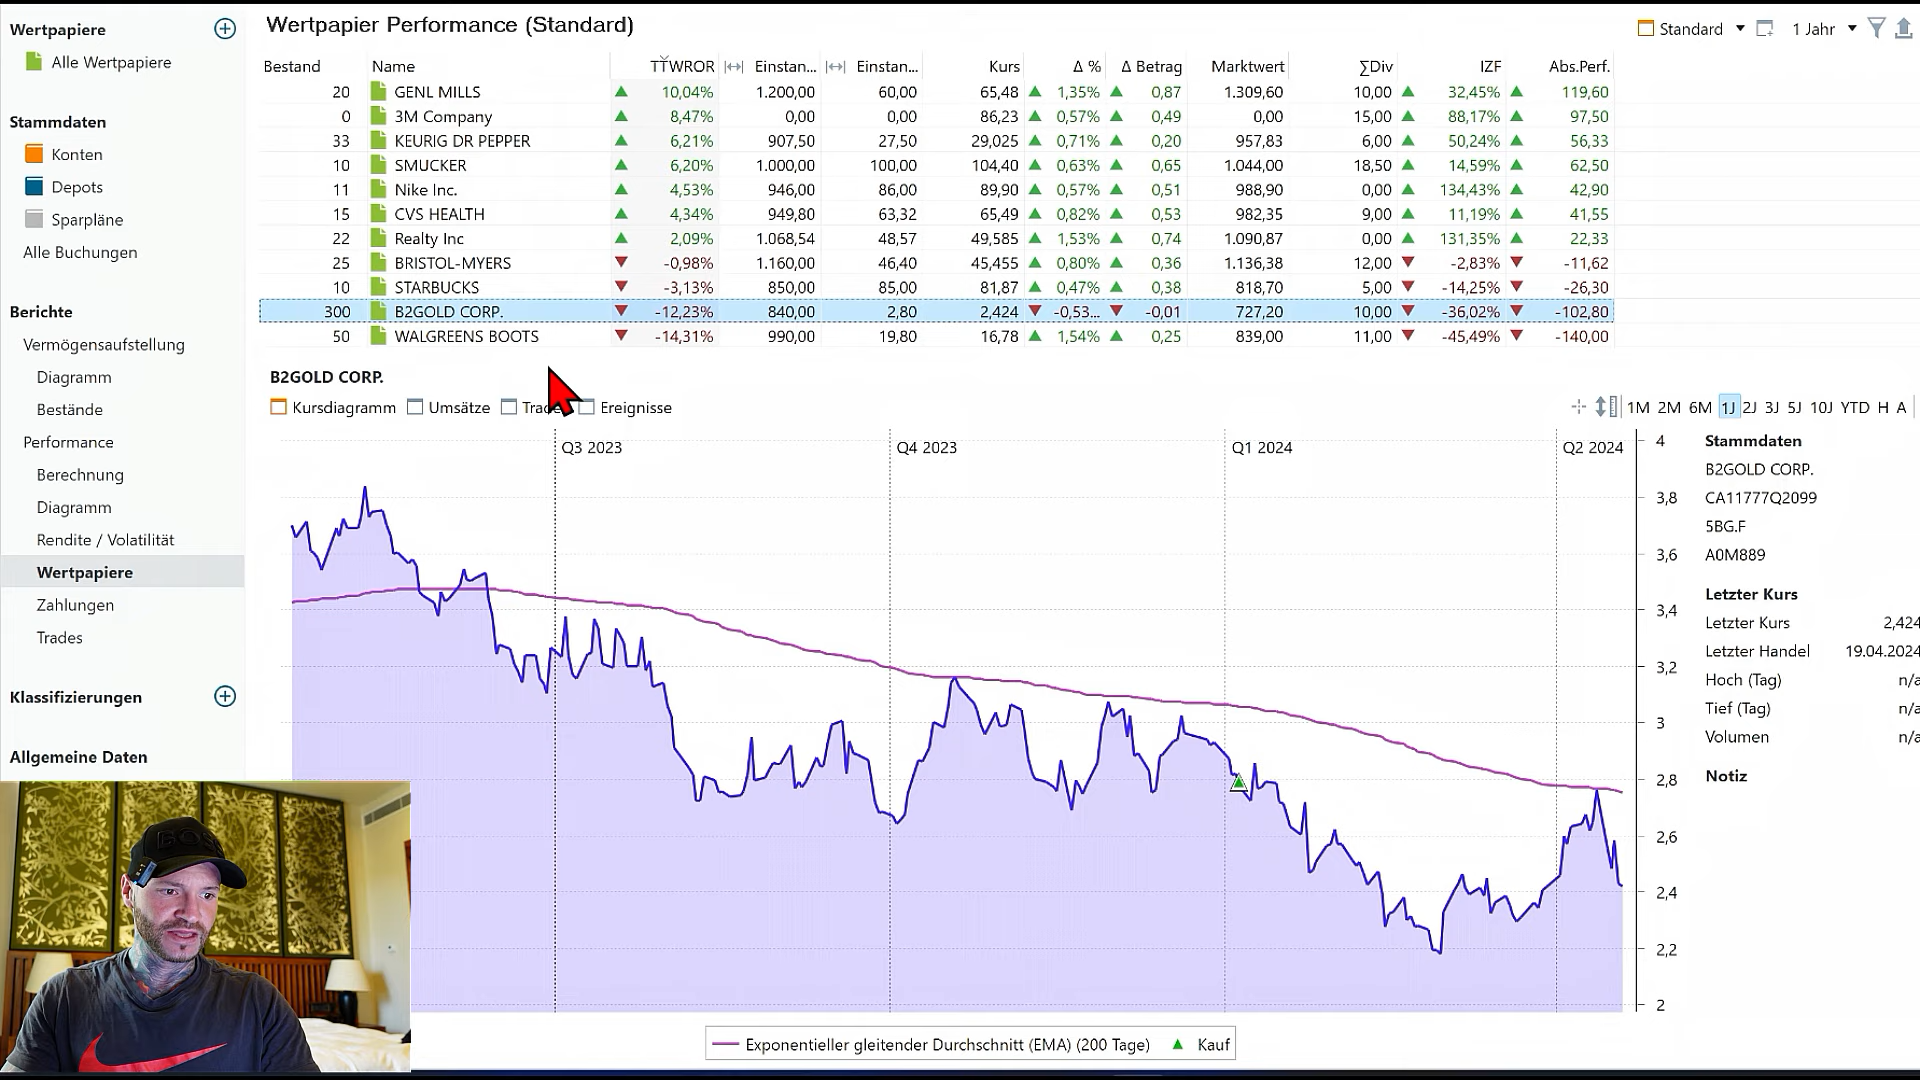 Wertpapiere
Alle Wertpapiere
Stammdaten
Konten
Depots
Sparpläne
Alle Buchungen
Berichte
Vermögensaufstellung
Diagramm
Bestände
Performance
Berechnung
Diagramm
Rendite / Volatilität
Wertpapiere
Zahlungen
Trades
Klassifizierungen
Allgemeine Daten
Wertpapier Performance (Standard)
Standard 1 Jahr
Bestand Name TTWROR Einstan... Einstan... Kurs Δ % Δ Betrag Marktwert ∑Div IZF Abs.Perf.
20 GENL MILLS 10,04% 1.200,00 60,00 65,48 1,35% 0,87 1.309,60 10,00 32,45% 119,60
0 3M Company 8,47% 0,00 0,00 86,23 0,57% 0,49 0,00 15,00 88,17% 97,50
33 KEURIG DR PEPPER 6,21% 907,50 27,50 29,025 0,71% 0,20 957,83 6,00 50,24% 56,33
10 SMUCKER 6,20% 1.000,00 100,00 104,40 0,63% 0,65 1.044,00 18,50 14,59% 62,50
11 Nike Inc. 4,53% 946,00 86,00 89,90 0,57% 0,51 988,90 0,00 134,43% 42,90
15 CVS HEALTH 4,34% 949,80 63,32 65,49 0,82% 0,53 982,35 9,00 11,19% 41,55
22 Realty Inc 2,09% 1.068,54 48,57 49,585 1,53% 0,74 1.090,87 0,00 131,35% 22,33
25 BRISTOL-MYERS -0,98% 1.160,00 46,40 45,455 0,80% 0,36 1.136,38 12,00 -2,83% -11,62
10 STARBUCKS -3,13% 850,00 85,00 81,87 0,47% 0,38 818,70 5,00 -14,25% -26,30
300 B2GOLD CORP. -12,23% 840,00 2,80 2,424 -0,53... -0,01 727,20 10,00 -36,02% -102,80
50 WALGREENS BOOTS -14,31% 990,00 19,80 16,78 1,54% 0,25 839,00 11,00 -45,49% -140,00
B2GOLD CORP.
Kursdiagramm Umsätze Trade Ereignisse
1M 2M 6M 1J 2J 3J 5J 10J YTD H A
Q3 2023 Q4 2023 Q1 2024 Q2 2024
4
3,8
3,6
3,4
3,2
3
2,8
2,6
2,4
2,2
2
Exponentieller gleitender Durchschnitt (EMA) (200 Tage) Kauf
Stammdaten
B2GOLD CORP.
CA11777Q2099
5BG.F
A0M889
Letzter Kurs
Letzter Kurs 2,424
Letzter Handel 19.04.2024
Hoch (Tag) n/a
Tief (Tag) n/a
Volumen n/a
Notiz
BOSS